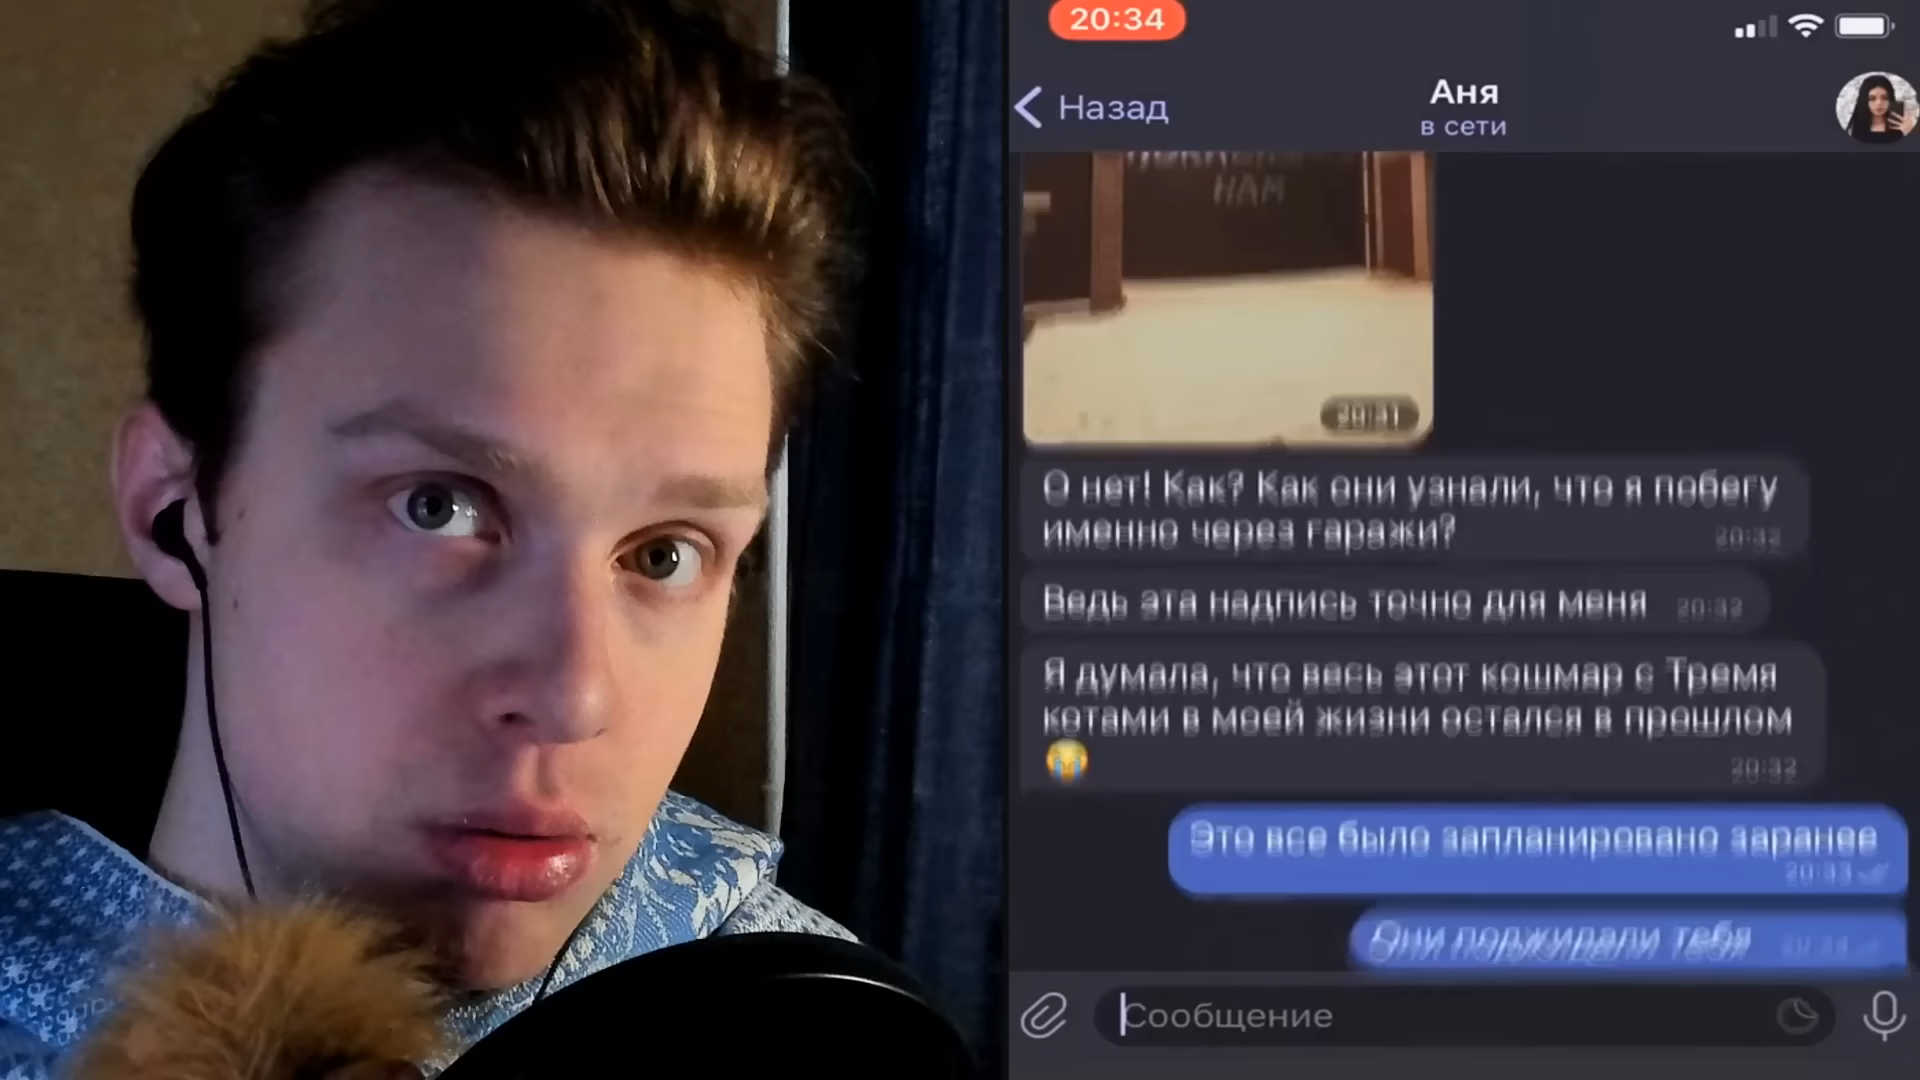 20:34
Назад
Аня
в сети
НАМ
20:31
О нет! Как? Как они узнали, что я побегу
именно через гаражи?
20:32
Ведь эта надпись точно для меня 20:32
Я думала, что весь этот кошмар с Тремя
котами в моей жизни остался в прошлом
😭
20:32
Это все было запланировано заранее
20:33
Они поджидали тебя
Сообщение